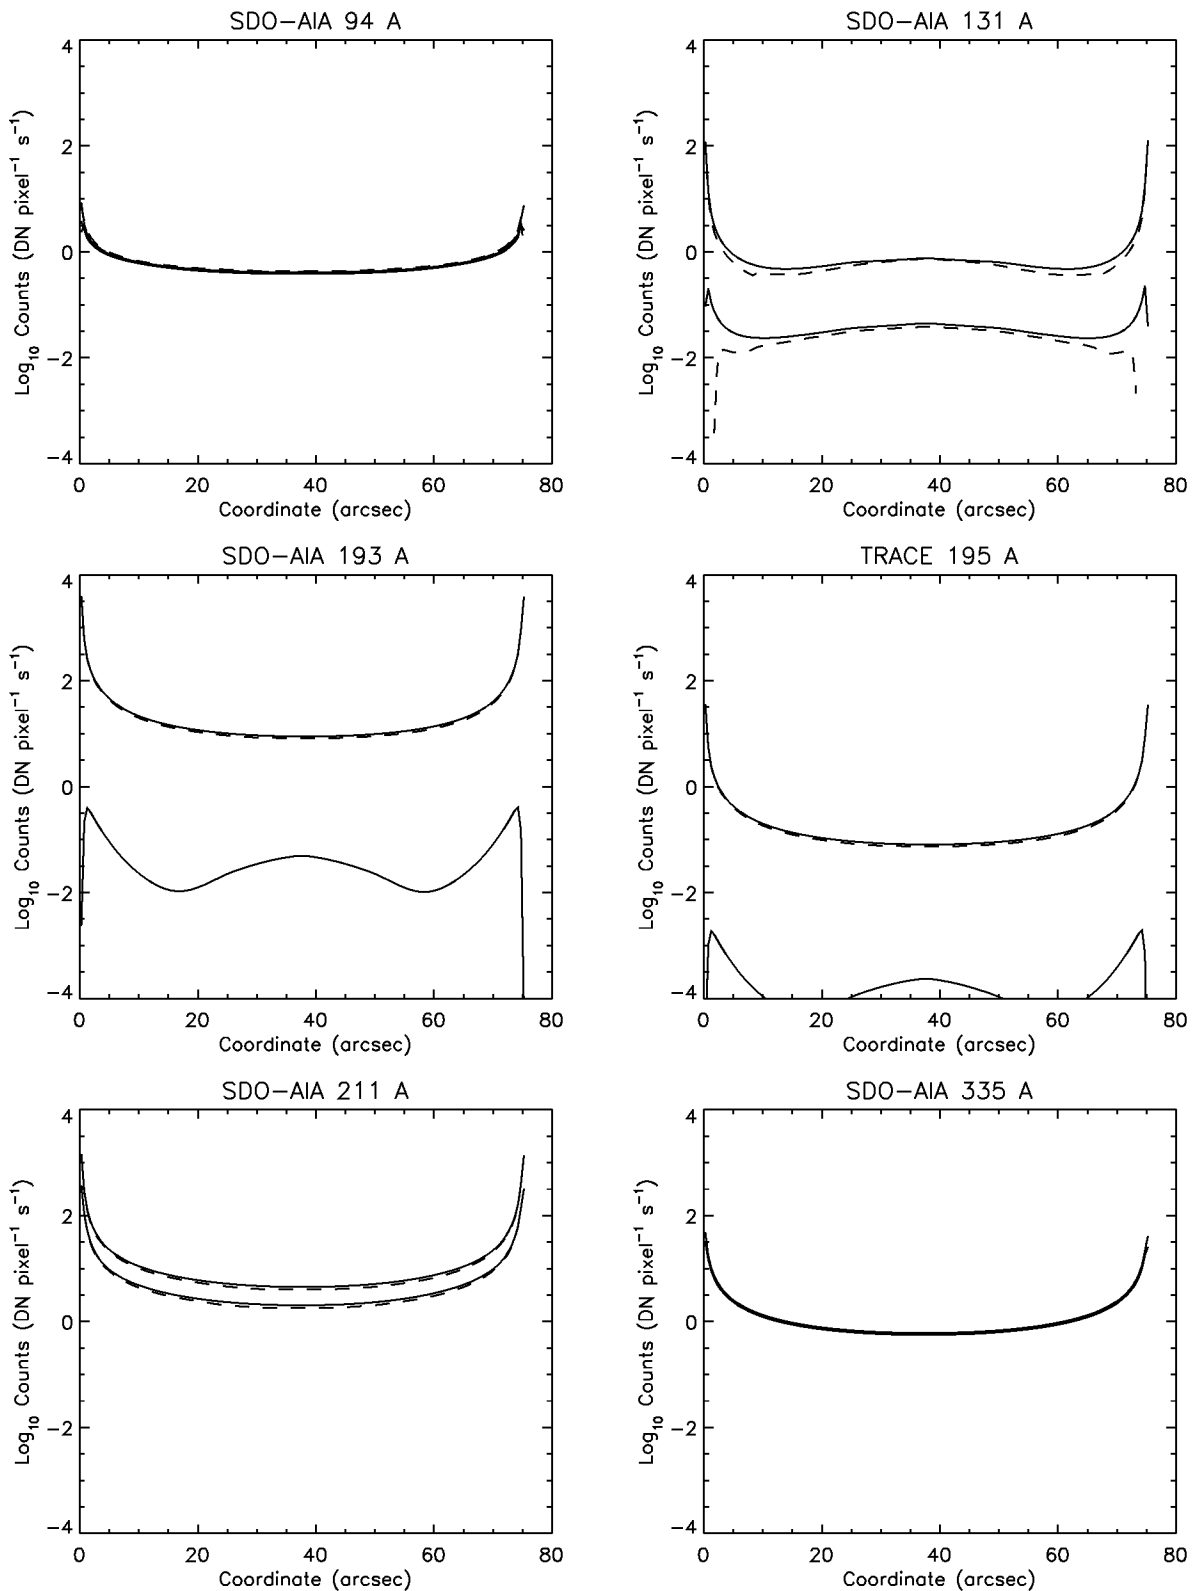 SDO-AIA 94 A
4
2
0
-2
-4
Log10 Counts (DN pixel-1 s-1)
0 20 40 60 80
Coordinate (arcsec)
SDO-AIA 131 A
4
2
0
-2
-4
Log10 Counts (DN pixel-1 s-1)
0 20 40 60 80
Coordinate (arcsec)
SDO-AIA 193 A
4
2
0
-2
-4
Log10 Counts (DN pixel-1 s-1)
0 20 40 60 80
Coordinate (arcsec)
TRACE 195 A
4
2
0
-2
-4
Log10 Counts (DN pixel-1 s-1)
0 20 40 60 80
Coordinate (arcsec)
SDO-AIA 211 A
4
2
0
-2
-4
Log10 Counts (DN pixel-1 s-1)
0 20 40 60 80
Coordinate (arcsec)
SDO-AIA 335 A
4
2
0
-2
-4
Log10 Counts (DN pixel-1 s-1)
0 20 40 60 80
Coordinate (arcsec)